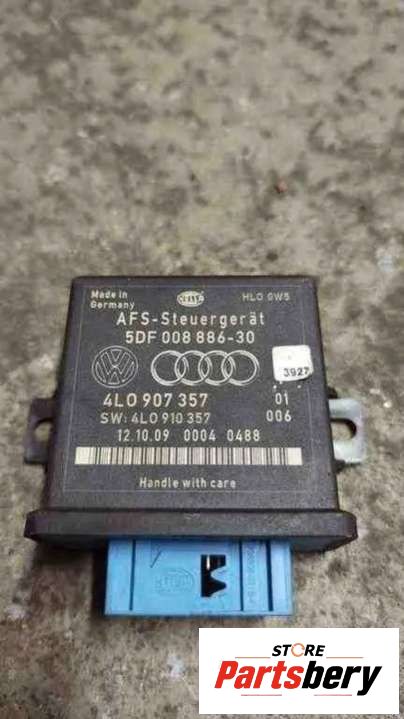 Made in
Germany
HELLA
HLO GW5
AFS-Steuergerät
5DF 008 886-30
3927
4L0 907 357 01
SW: 4L0 910 357 006
12.10.09 0004 0488
Handle with care
STORE
Partsbery